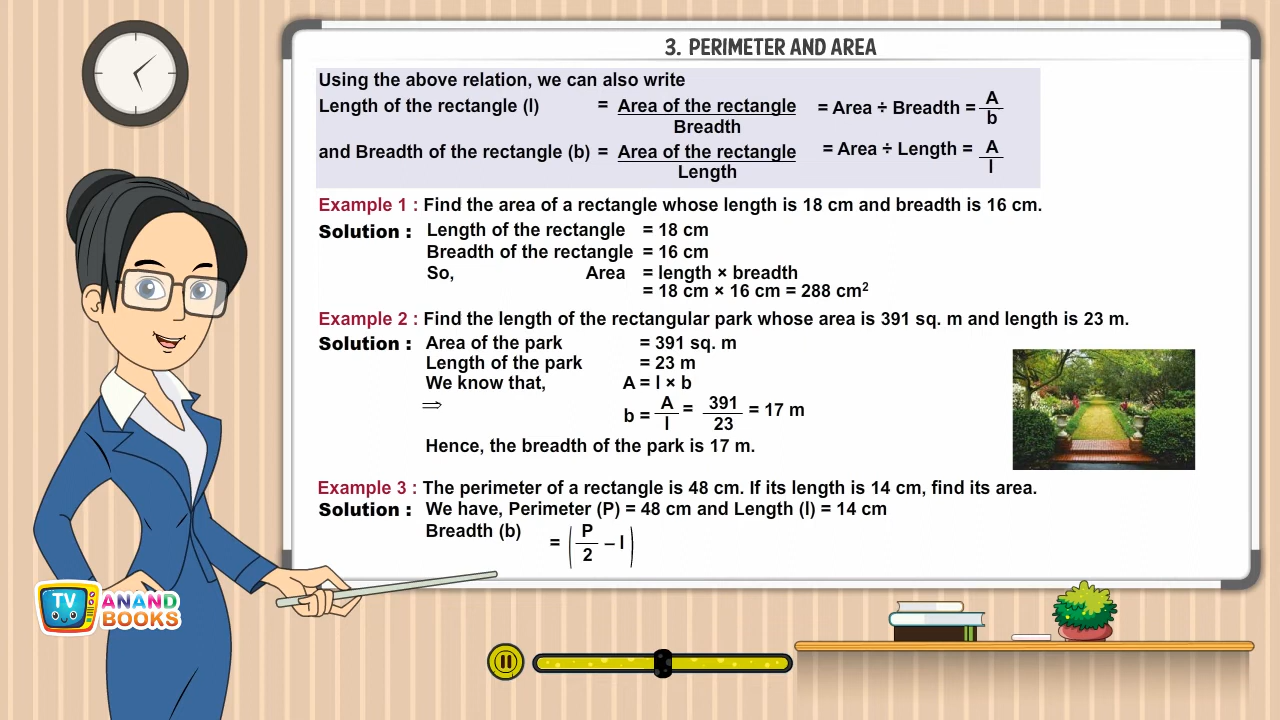 3. PERIMETER AND AREA
Using the above relation, we can also write
Length of the rectangle (l) = Area of the rectangle / Breadth = Area ÷ Breadth = A / b
and Breadth of the rectangle (b) = Area of the rectangle / Length = Area ÷ Length = A / l
Example 1 : Find the area of a rectangle whose length is 18 cm and breadth is 16 cm.
Solution : Length of the rectangle = 18 cm
Breadth of the rectangle = 16 cm
So, Area = length × breadth
= 18 cm × 16 cm = 288 cm²
Example 2 : Find the length of the rectangular park whose area is 391 sq. m and length is 23 m.
Solution : Area of the park = 391 sq. m
Length of the park = 23 m
We know that, A = l × b
⇒ b = A / l = 391 / 23 = 17 m
Hence, the breadth of the park is 17 m.
Example 3 : The perimeter of a rectangle is 48 cm. If its length is 14 cm, find its area.
Solution : We have, Perimeter (P) = 48 cm and Length (l) = 14 cm
Breadth (b) = (P / 2 – l)
TV ANAND
BOOKS